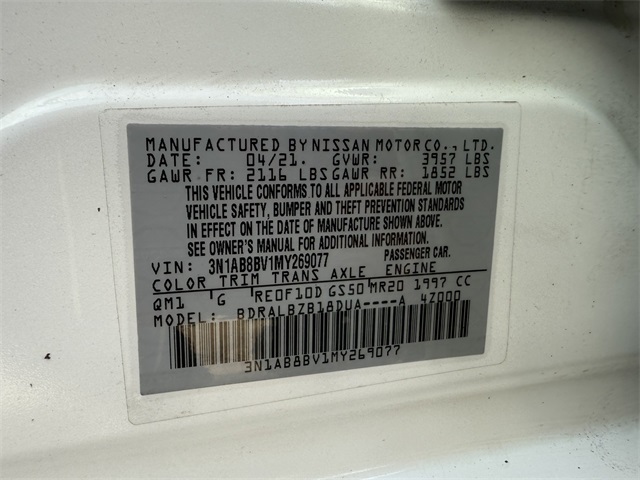 MANUFACTURED BY NISSAN MOTOR CO., LTD.
DATE: 04/21. GVWR: 3957 LBS
GAWR FR: 2116 LBS GAWR RR: 1852 LBS
THIS VEHICLE CONFORMS TO ALL APPLICABLE FEDERAL MOTOR
VEHICLE SAFETY, BUMPER AND THEFT PREVENTION STANDARDS
IN EFFECT ON THE DATE OF MANUFACTURE SHOWN ABOVE.
SEE OWNER'S MANUAL FOR ADDITIONAL INFORMATION.
VIN: 3N1AB8BV1MY269077 PASSENGER CAR.
COLOR TRIM TRANS AXLE ENGINE
QM1 G RE0F10D GS50 MR20 1997 CC
MODEL: BDRALBZB18DUA----A 4Z000
3N1AB8BV1MY269077